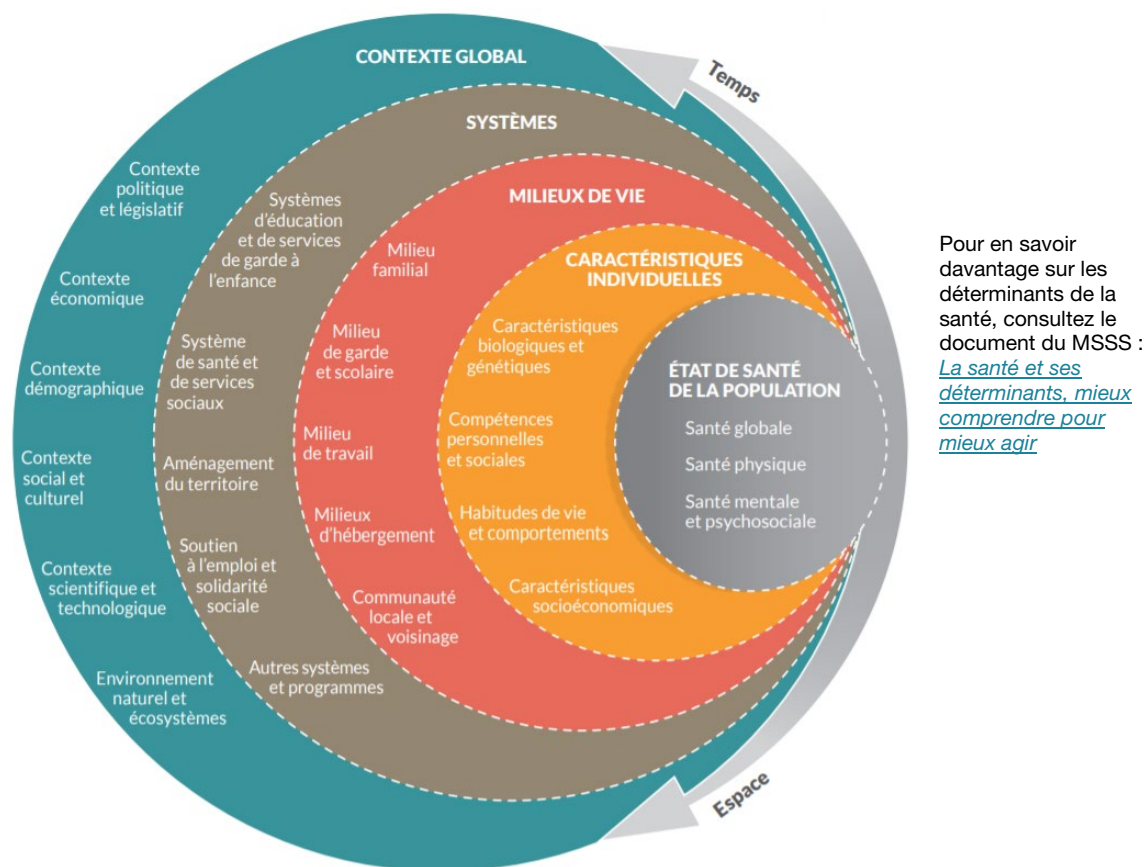 CONTEXTE GLOBAL
Temps
SYSTÈMES
MILIEUX DE VIE
CARACTÉRISTIQUES
INDIVIDUELLES
ÉTAT DE SANTÉ
DE LA POPULATION
Santé globale
Santé physique
Santé mentale
et psychosociale
Contexte
politique
et législatif
Contexte
économique
Contexte
démographique
Contexte
social et
culturel
Contexte
scientifique et
technologique
Environnement
naturel et
écosystèmes
Systèmes
d'éducation
et de services
de garde à
l'enfance
Système
de santé et
de services
sociaux
Aménagement
du territoire
Soutien
à l'emploi et
solidarité
sociale
Autres systèmes
et programmes
Milieu
familial
Milieu
de garde
et scolaire
Milieu
de travail
Milieux
d'hébergement
Communauté
locale et
voisinage
Caractéristiques
biologiques et
génétiques
Compétences
personnelles
et sociales
Habitudes de vie
et comportements
Caractéristiques
socioéconomiques
Espace
Pour en savoir
davantage sur les
déterminants de la
santé, consultez le
document du MSSS :
La santé et ses
déterminants, mieux
comprendre pour
mieux agir